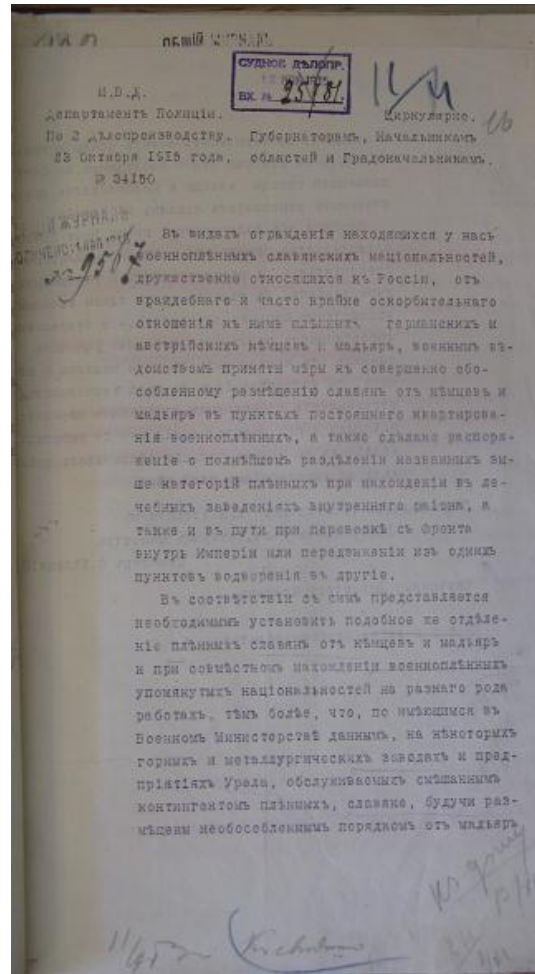 СУДНОЕ ДѢЛОПР.
ВХ. №
М.В.Д.
Департаментъ Полиціи.
Циркулярно.
По 2 дѣлопроизводству.
Губернаторамъ, Начальникамъ
23 Октября 1915 года.
областей и Градоначальникамъ.
№ 34150
9567
Въ видахъ огражденія находящихся у насъ
военноплѣнныхъ славянскихъ національностей,
дружественно относящихся къ Россіи, отъ
враждебнаго и часто крайне оскорбительнаго
отношенія къ нимъ плѣнныхъ германскихъ и
австрійскихъ нѣмцевъ и мадьяръ, военнымъ вѣ-
домствомъ приняты мѣры къ совершенно обо-
собленному размѣщенію славянъ отъ нѣмцевъ и
мадьяръ въ пунктахъ постояннаго квартирова-
нія военноплѣнныхъ, а также сдѣлано распоря-
женіе о полнѣйшемъ раздѣленіи названныхъ вы-
ше категорій плѣнныхъ при нахожденіи въ ле-
чебныхъ заведеніяхъ внутренняго раіона, а
также и въ пути при перевозкѣ съ фронта
внутрь Имперіи или передвиженіи изъ однихъ
пунктовъ водворенія въ другіе.
Въ соотвѣтствіи съ симъ представляется
необходимымъ установить подобное же отдѣле-
ніе плѣнныхъ славянъ отъ нѣмцевъ и мадьяръ
и при совмѣстномъ нахожденіи военноплѣнныхъ
упомянутыхъ національностей на разнаго рода
работахъ, тѣмъ болѣе, что, по имѣющимся въ
Военномъ Министерствѣ даннымъ, на нѣкоторыхъ
горныхъ и металлургическихъ заводахъ и пред-
пріятіяхъ Урала, обслуживаемыхъ смѣшаннымъ
контингентомъ плѣнныхъ, славяне, будучи раз-
мѣщены необособленнымъ порядкомъ отъ мадьяръ